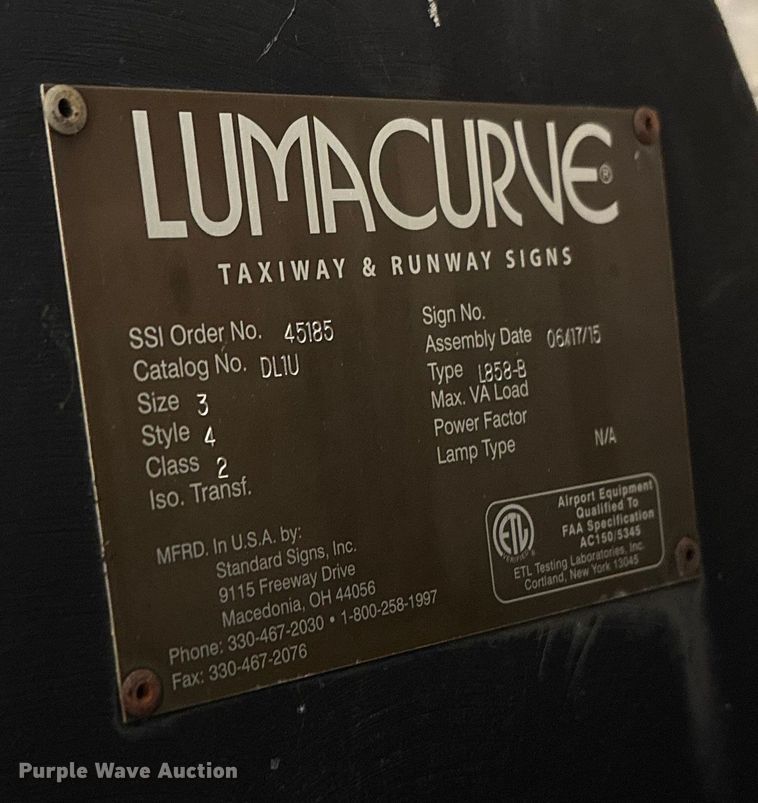 LUMACURVE®
TAXIWAY & RUNWAY SIGNS
SSI Order No. 45185
Catalog No. DL1U
Size 3
Style 4
Class 2
Iso. Transf.
Sign No.
Assembly Date 06/17/15
Type L858-B
Max. VA Load
Power Factor
Lamp Type N/A
MFRD. In U.S.A. by:
Standard Signs, Inc.
9115 Freeway Drive
Macedonia, OH 44056
Phone: 330-467-2030 • 1-800-258-1997
Fax: 330-467-2076
ETL
VERIFIED
Airport Equipment
Qualified To
FAA Specification
AC150/5345
ETL Testing Laboratories, Inc.
Cortland, New York 13045
Purple Wave Auction